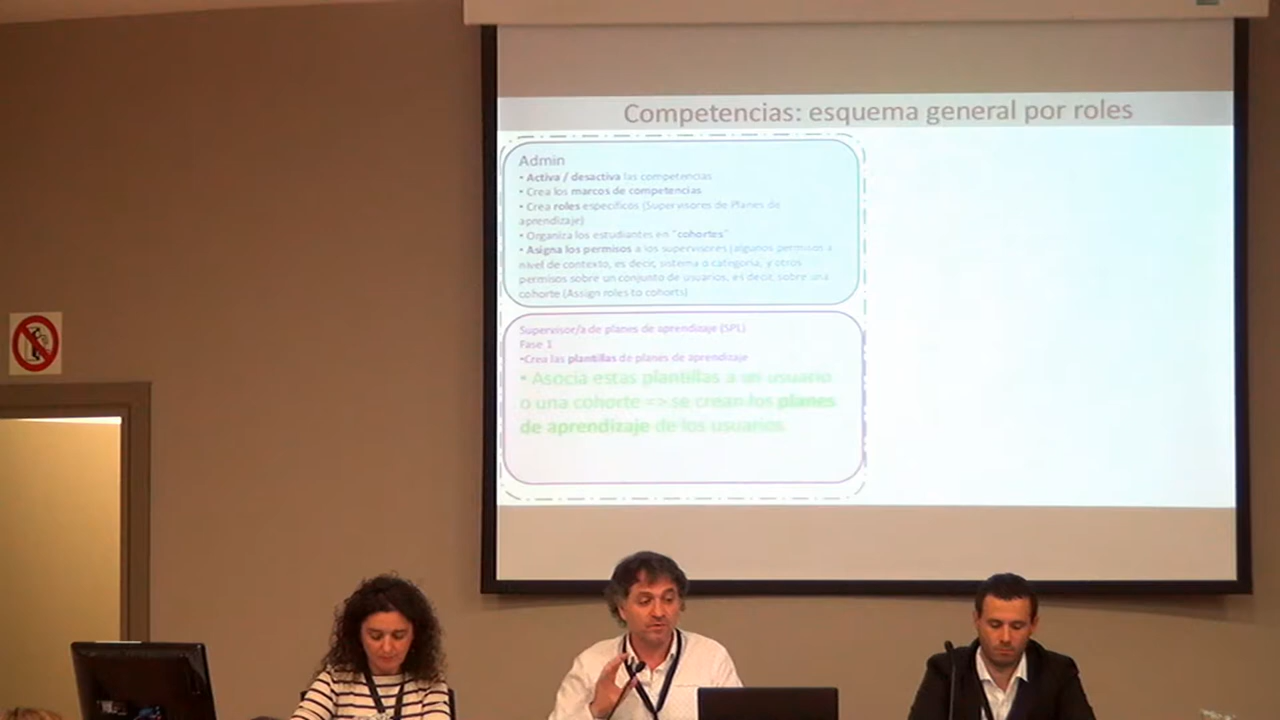 Competencias: esquema general por roles
Admin
• Activa / desactiva las competencias
• Crea los marcos de competencias
• Crea roles específicos (Supervisores de Planes de
aprendizaje)
• Organiza los estudiantes en "cohortes"
• Asigna los permisos a los supervisores (algunos permisos a
nivel de contexto, es decir, sistema o categoría, y otros
permisos sobre un conjunto de usuarios, es decir, sobre una
cohorte (Assign roles to cohorts)
Supervisor/a de planes de aprendizaje (SPL)
Fase 1
•Crea las plantillas de planes de aprendizaje
• Asocia estas plantillas a un usuario
o una cohorte => se crean los planes
de aprendizaje de los usuarios.